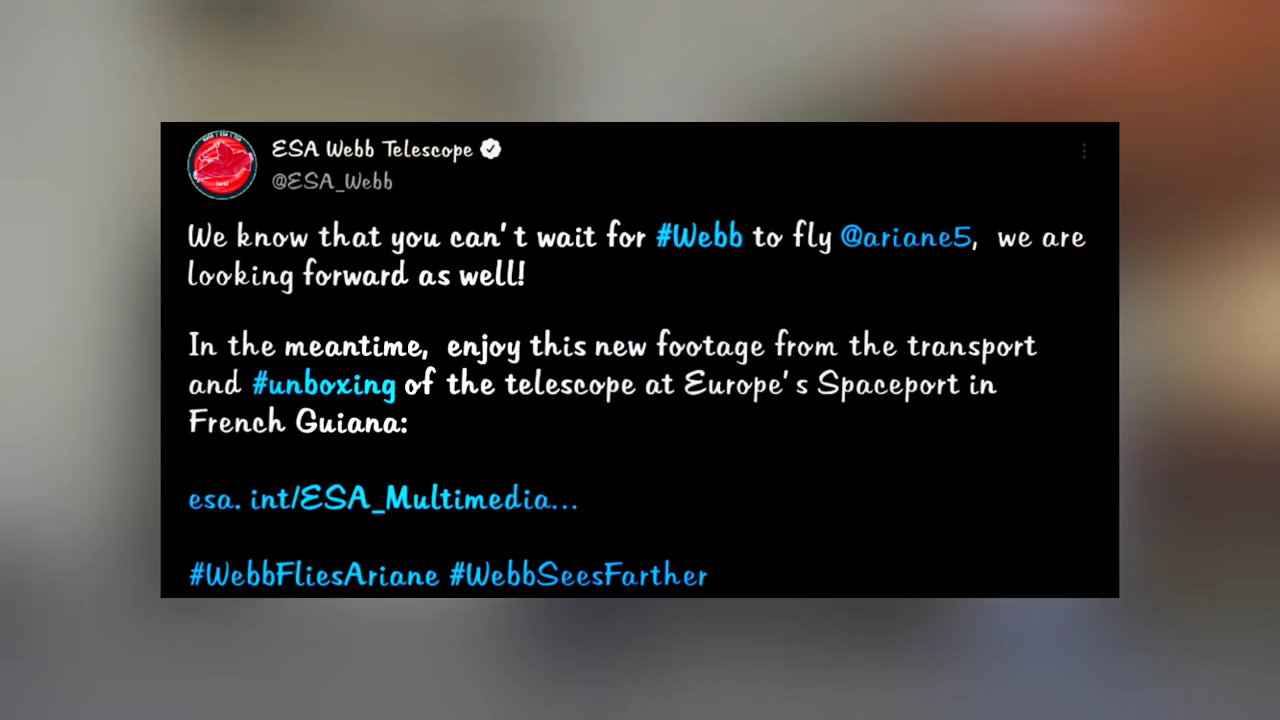 ESA Webb Telescope
@ESA_Webb
We know that you can't wait for #Webb to fly @ariane5, we are
looking forward as well!
In the meantime, enjoy this new footage from the transport
and #unboxing of the telescope at Europe's Spaceport in
French Guiana:
esa. int/ESA_Multimedia...
#WebbFliesAriane #WebbSeesFarther